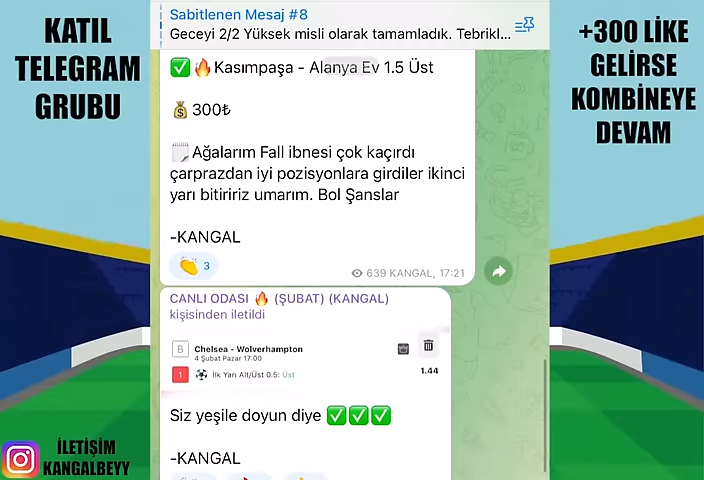 KATIL
TELEGRAM
GRUBU
Sabitlenen Mesaj #8
Geceyi 2/2 Yüksek misli olarak tamamladık. Tebrikl...
+300 LİKE
GELİRSE
KOMBİNEYE
DEVAM
✅🔥Kasımpaşa - Alanya Ev 1.5 Üst
💰300₺
🗒️Ağalarım Fall ibnesi çok kaçırdı
çarprazdan iyi pozisyonlara girdiler ikinci
yarı bitiririz umarım. Bol Şanslar
-KANGAL
👏 3
639 KANGAL, 17:21
CANLI ODASI 🔥 (ŞUBAT) (KANGAL)
kişisinden iletildi
B Chelsea - Wolverhampton
4 Şubat Pazar 17:00
1 ⚽ İlk Yarı Alt/Üst 0.5: Üst
1.44
Siz yeşile doyun diye ✅✅✅
-KANGAL
İLETİŞİM
KANGALBEYY